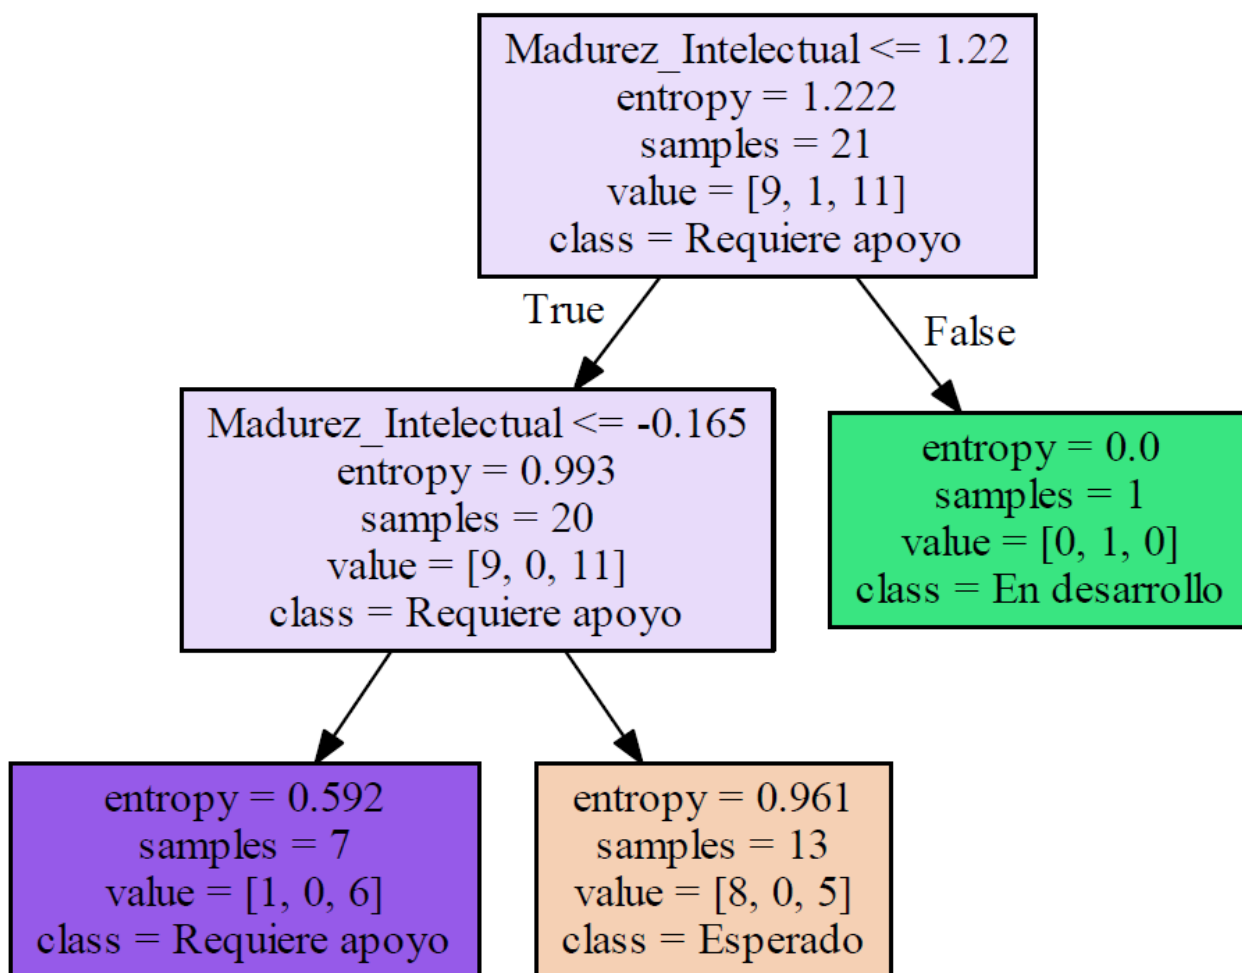 Madurez_Intelectual <= 1.22
entropy = 1.222
samples = 21
value = [9, 1, 11]
class = Requiere apoyo
True
False
Madurez_Intelectual <= -0.165
entropy = 0.993
samples = 20
value = [9, 0, 11]
class = Requiere apoyo
entropy = 0.0
samples = 1
value = [0, 1, 0]
class = En desarrollo
entropy = 0.592
samples = 7
value = [1, 0, 6]
class = Requiere apoyo
entropy = 0.961
samples = 13
value = [8, 0, 5]
class = Esperado